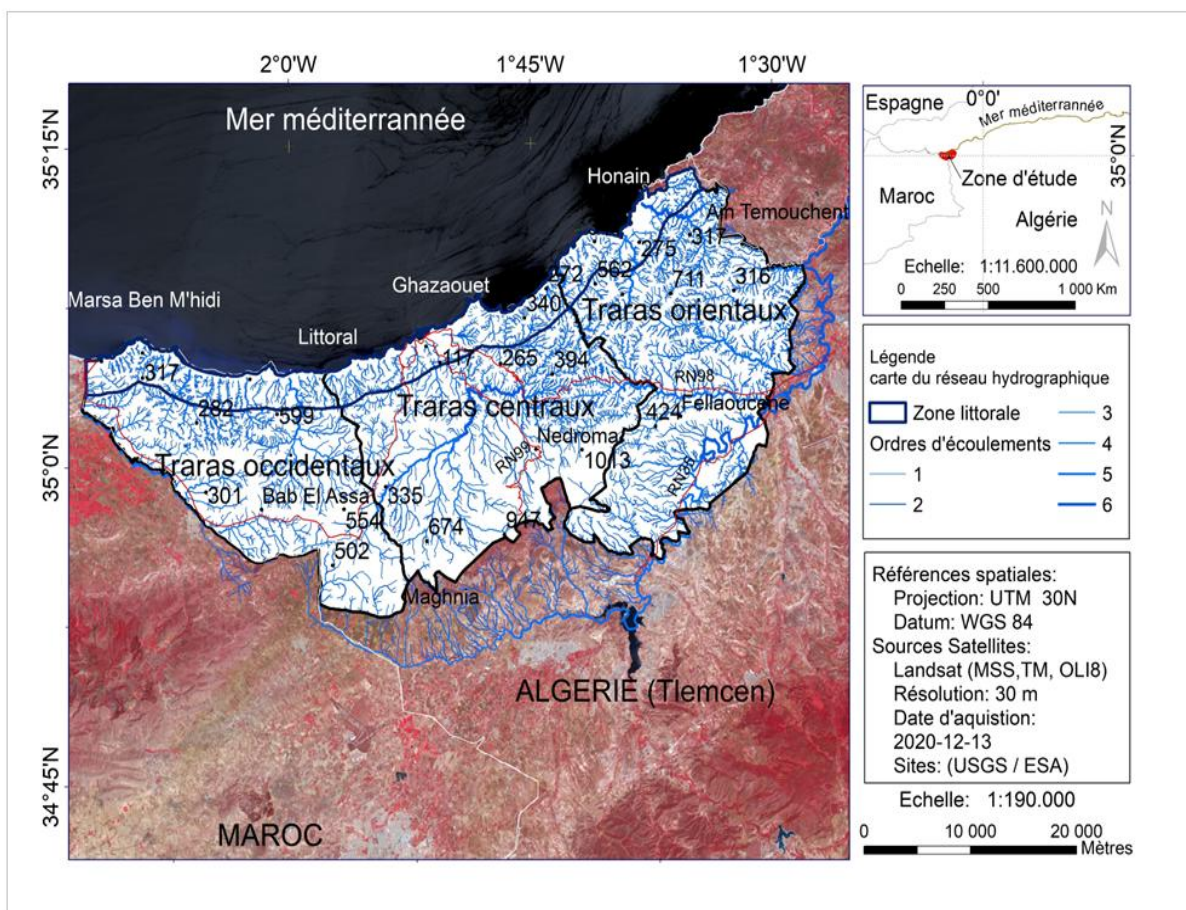 2°0'W
1°45'W
1°30'W
35°15'N
35°0'N
34°45'N
Mer méditerrannée
Honain
Ain Temouchent
275
317
272
562
711
316
Ghazaouet
340
Traras orientaux
Marsa Ben M'hidi
Littoral
117
265
394
317
RN98
282
599
Traras centraux
424
Fellaoucene
Nedroma
RN99
1013
Traras occidentaux
301
Bab El Assa
335
554
674
947
502
Maghnia
ALGERIE (Tlemcen)
MAROC
Espagne
0°0'
Mer méditerrannée
35°0'N
Zone d'étude
Maroc
Algérie
N
Echelle: 1:11.600.000
0 250 500 1 000 Km
Légende
carte du réseau hydrographique
Zone littorale
3
Ordres d'écoulements
4
1
5
2
6
Références spatiales:
Projection: UTM 30N
Datum: WGS 84
Sources Satellites:
Landsat (MSS,TM, OLI8)
Résolution: 30 m
Date d'aquistion:
2020-12-13
Sites: (USGS / ESA)
Echelle: 1:190.000
0 10 000 20 000
Mètres